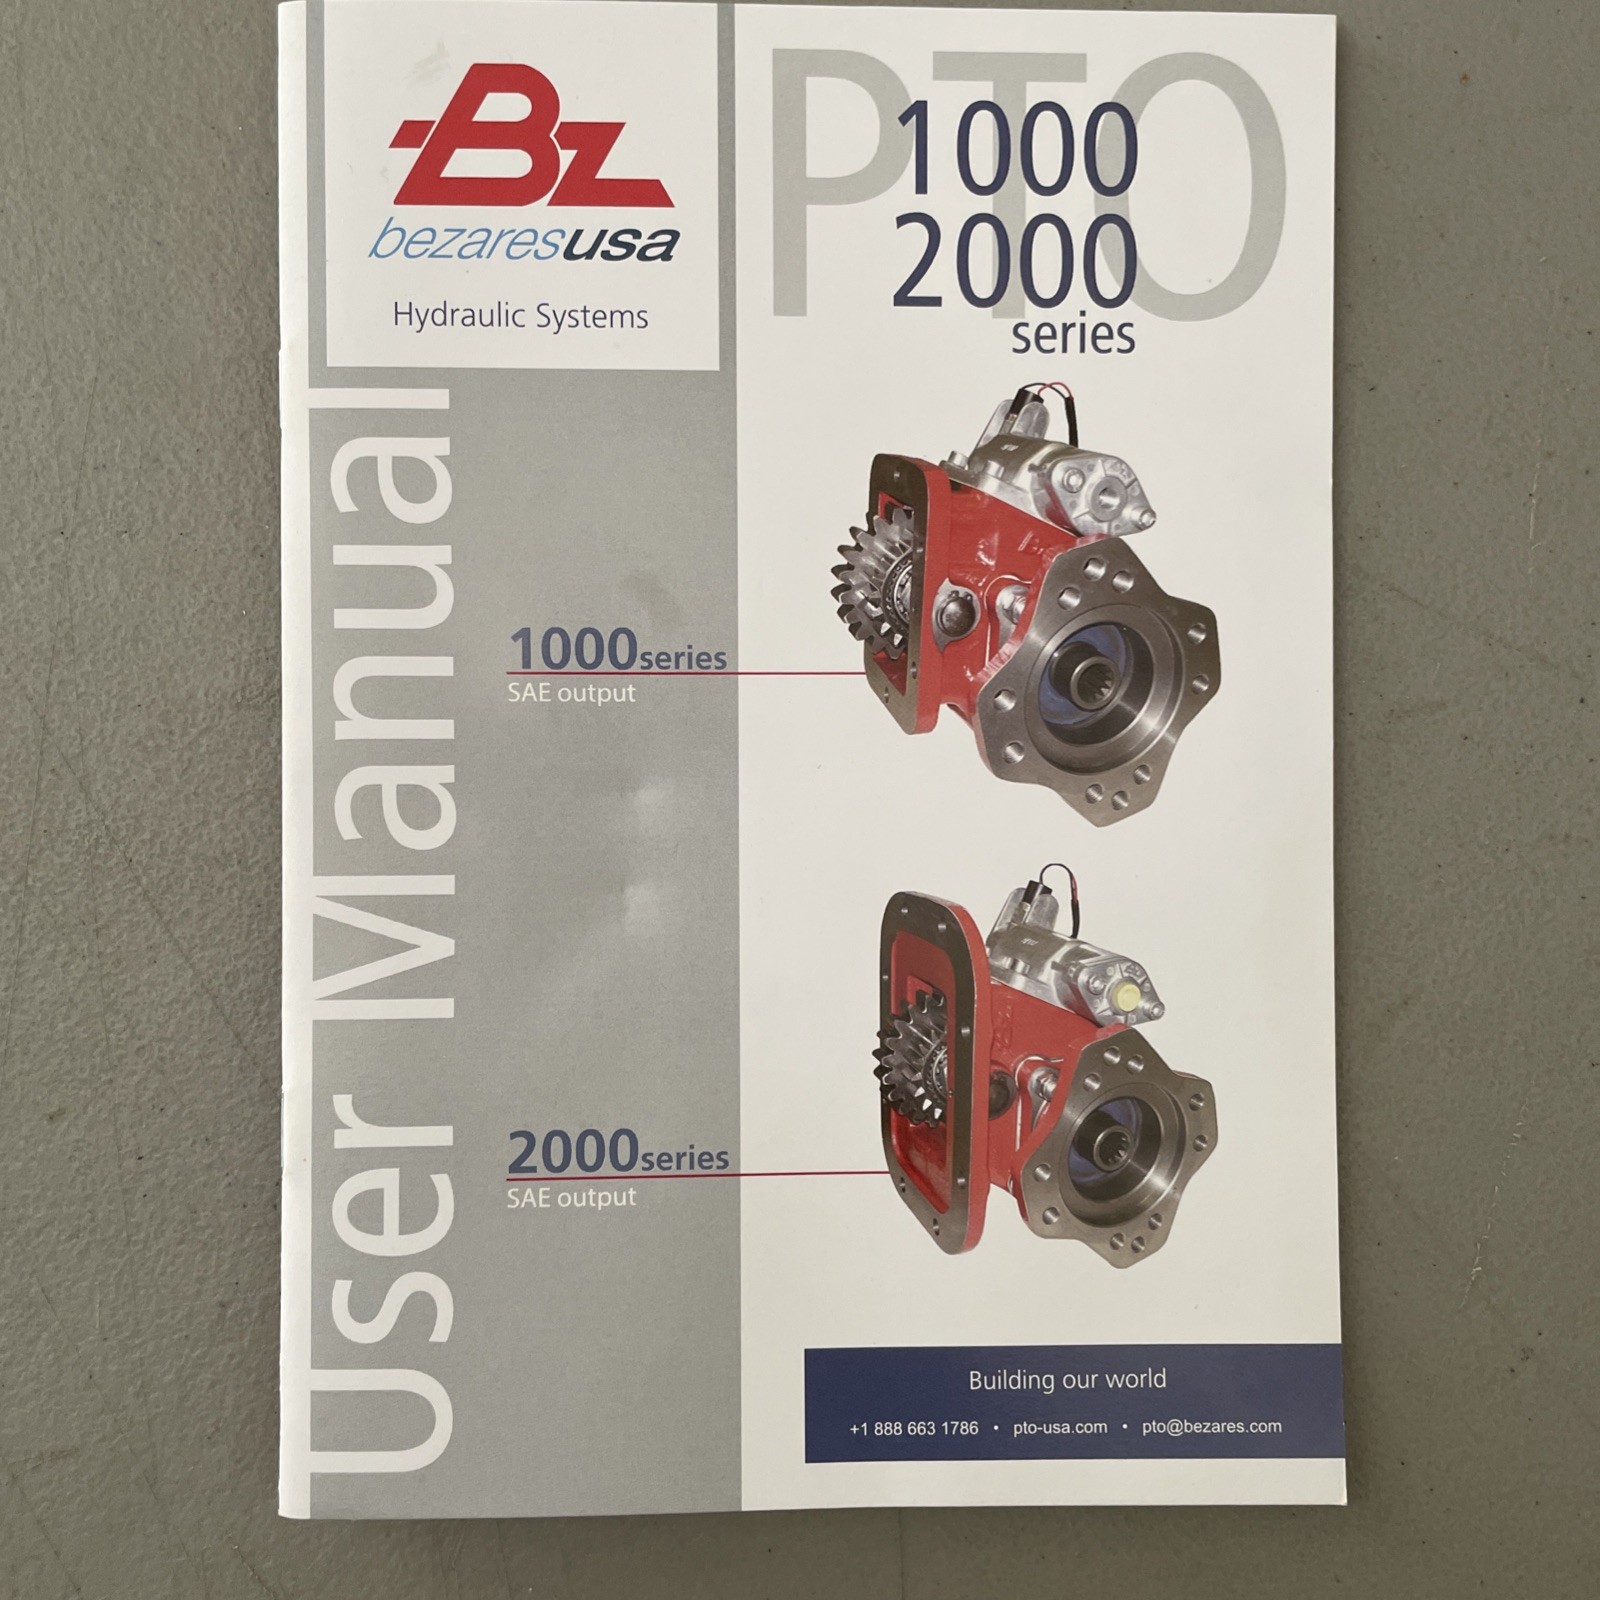 Bz
bezaresusa
Hydraulic Systems
PTO
1000
2000
series
User Manual
1000series
SAE output
2000series
SAE output
Building our world
+1 888 663 1786 • pto-usa.com • pto@bezares.com